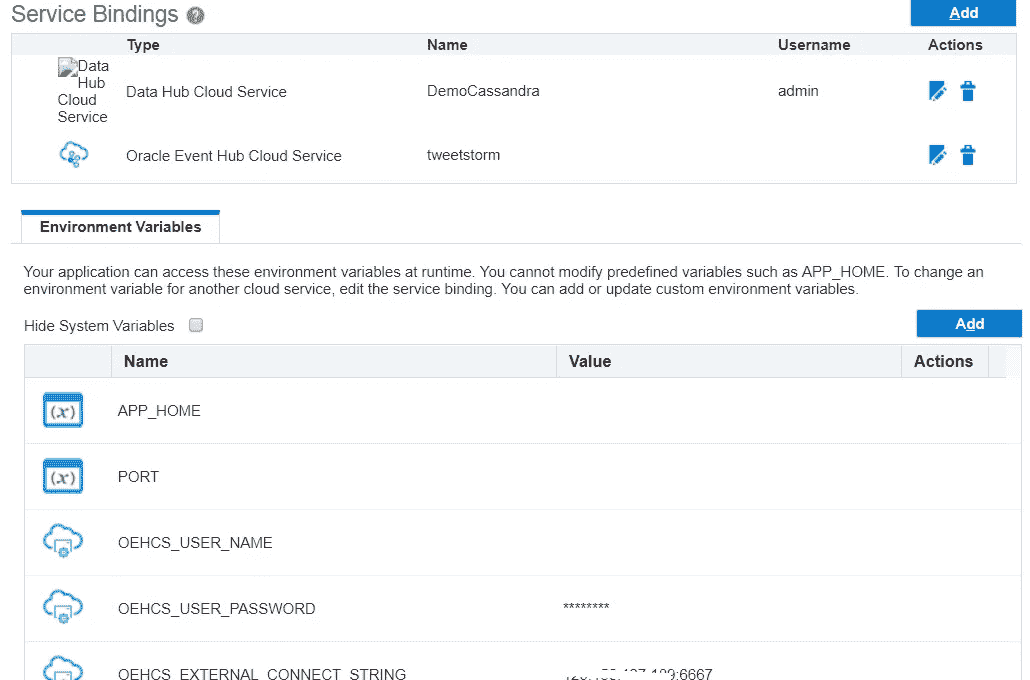 Service Bindings ?
Add
Type Name Username Actions
Data Hub Cloud Service
Data Hub Cloud Service DemoCassandra admin
Oracle Event Hub Cloud Service tweetstorm
Environment Variables
Your application can access these environment variables at runtime. You cannot modify predefined variables such as APP_HOME. To change an
environment variable for another cloud service, edit the service binding. You can add or update custom environment variables.
Hide System Variables
Add
Name Value Actions
(x) APP_HOME
(x) PORT
OEHCS_USER_NAME
OEHCS_USER_PASSWORD ********
OEHCS_EXTERNAL_CONNECT_STRING